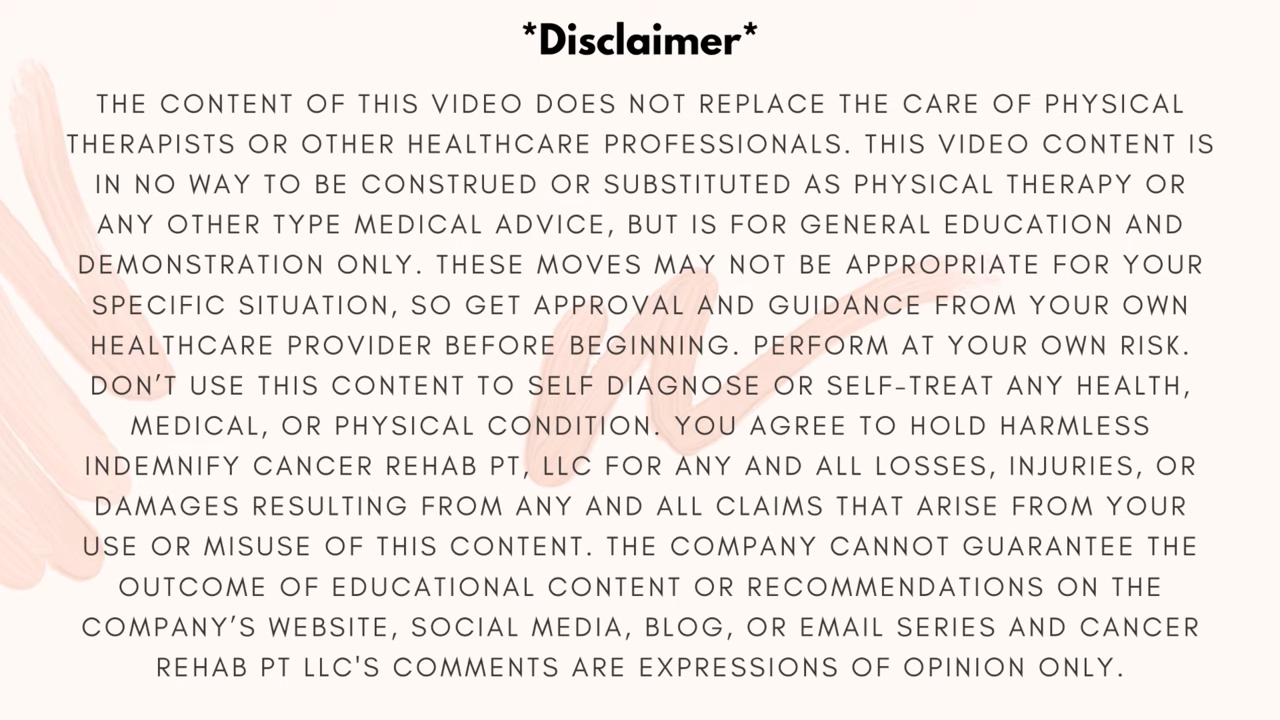 *Disclaimer*
THE CONTENT OF THIS VIDEO DOES NOT REPLACE THE CARE OF PHYSICAL
THERAPISTS OR OTHER HEALTHCARE PROFESSIONALS. THIS VIDEO CONTENT IS
IN NO WAY TO BE CONSTRUED OR SUBSTITUTED AS PHYSICAL THERAPY OR
ANY OTHER TYPE MEDICAL ADVICE, BUT IS FOR GENERAL EDUCATION AND
DEMONSTRATION ONLY. THESE MOVES MAY NOT BE APPROPRIATE FOR YOUR
SPECIFIC SITUATION, SO GET APPROVAL AND GUIDANCE FROM YOUR OWN
HEALTHCARE PROVIDER BEFORE BEGINNING. PERFORM AT YOUR OWN RISK.
DON’T USE THIS CONTENT TO SELF DIAGNOSE OR SELF-TREAT ANY HEALTH,
MEDICAL, OR PHYSICAL CONDITION. YOU AGREE TO HOLD HARMLESS
INDEMNIFY CANCER REHAB PT, LLC FOR ANY AND ALL LOSSES, INJURIES, OR
DAMAGES RESULTING FROM ANY AND ALL CLAIMS THAT ARISE FROM YOUR
USE OR MISUSE OF THIS CONTENT. THE COMPANY CANNOT GUARANTEE THE
OUTCOME OF EDUCATIONAL CONTENT OR RECOMMENDATIONS ON THE
COMPANY’S WEBSITE, SOCIAL MEDIA, BLOG, OR EMAIL SERIES AND CANCER
REHAB PT LLC'S COMMENTS ARE EXPRESSIONS OF OPINION ONLY.